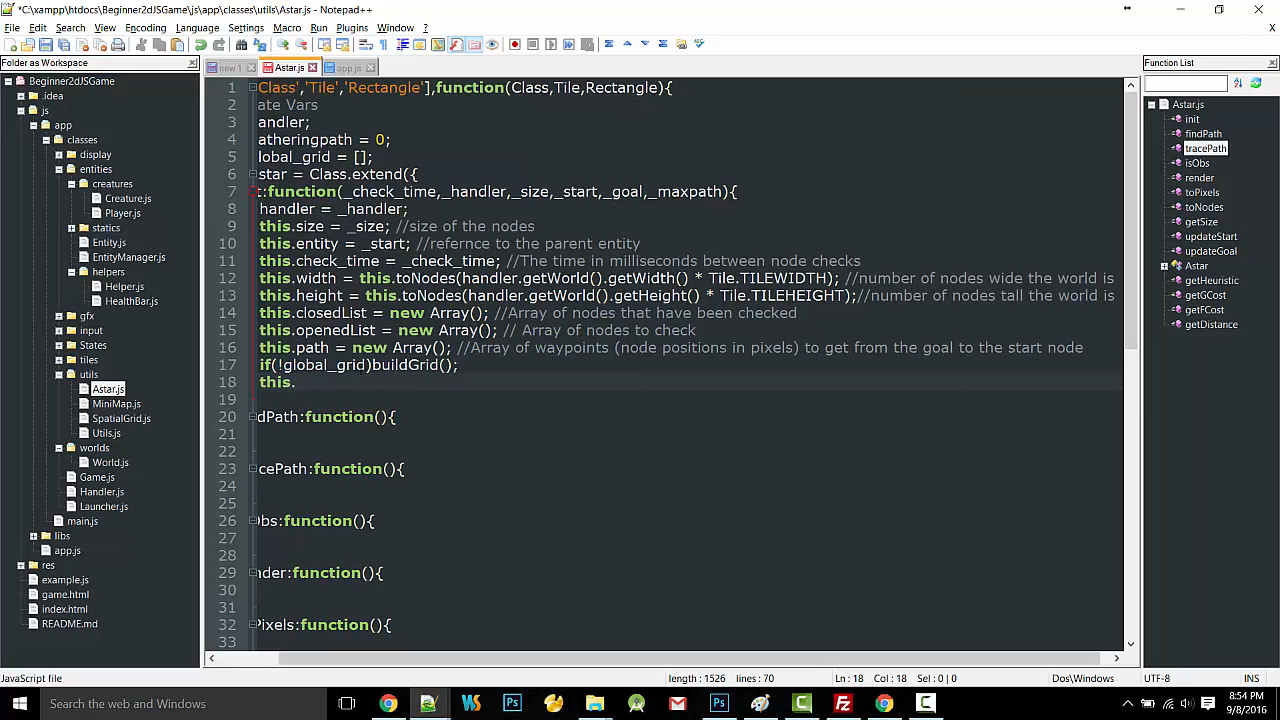 *C:\xampp\htdocs\Beginner2dJSGame\js\app\classes\utils\Astar.js - Notepad++
File Edit Search View Encoding Language Settings Macro Run Plugins Window ?
Folder as Workspace
new 1 Astar.js app.js
Function List
Beginner2dJSGame
idea
js
app
classes
display
entities
creatures
Creature.js
Player.js
statics
Entity.js
EntityManager.js
helpers
Helper.js
HealthBar.js
gfx
input
States
tiles
utils
Astar.js
MiniMap.js
SpatialGrid.js
Utils.js
worlds
World.js
Game.js
Handler.js
Launcher.js
main.js
libs
app.js
res
example.js
game.html
index.html
README.md
1 Class','Tile','Rectangle'],function(Class,Tile,Rectangle){
2 ate Vars
3 andler;
4 atheringpath = 0;
5 lobal_grid = [];
6 star = Class.extend({
7 t:function(_check_time,_handler,_size,_start,_goal,_maxpath){
8 handler = _handler;
9 this.size = _size; //size of the nodes
10 this.entity = _start; //refernce to the parent entity
11 this.check_time = _check_time; //The time in milliseconds between node checks
12 this.width = this.toNodes(handler.getWorld().getWidth() * Tile.TILEWIDTH); //number of nodes wide the world is
13 this.height = this.toNodes(handler.getWorld().getHeight() * Tile.TILEHEIGHT);//number of nodes tall the world is
14 this.closedList = new Array(); //Array of nodes that have been checked
15 this.openedList = new Array(); // Array of nodes to check
16 this.path = new Array(); //Array of waypoints (node positions in pixels) to get from the goal to the start node
17 if(!global_grid)buildGrid();
18 this.
19
20 dPath:function(){
21
22
23 cePath:function(){
24
25
26 Obs:function(){
27
28
29 nder:function(){
30
31
32 Pixels:function(){
33
Astar.js
init
findPath
tracePath
isObs
render
toPixels
toNodes
getSize
updateStart
updateGoal
Astar
getHeuristic
getGCost
getFCost
getDistance
JavaScript file length : 1526 lines : 70 Ln : 18 Col : 18 Sel : 0 | 0 Dos\Windows UTF-8 INS
Search the web and Windows
8:54 PM
9/8/2016